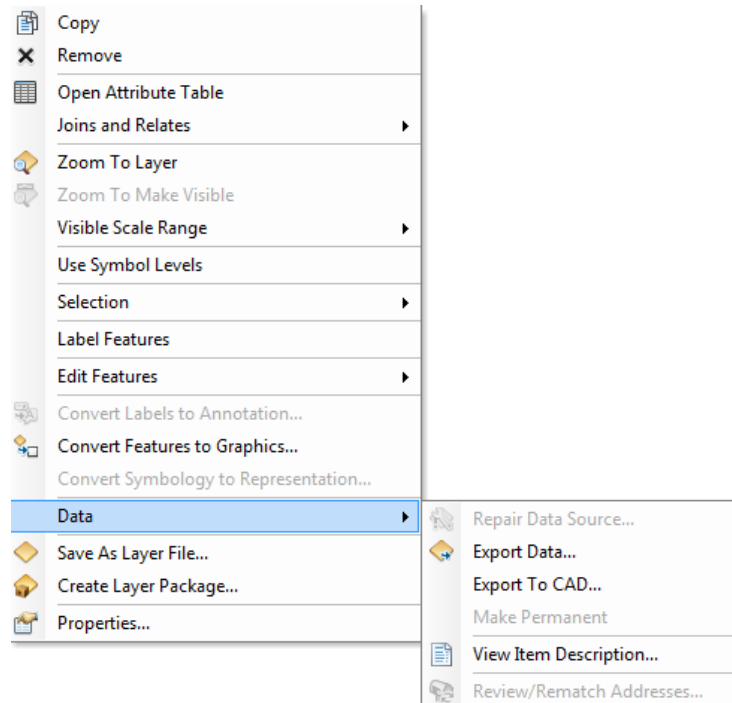 Copy
Remove
Open Attribute Table
Joins and Relates
Zoom To Layer
Zoom To Make Visible
Visible Scale Range
Use Symbol Levels
Selection
Label Features
Edit Features
Convert Labels to Annotation...
Convert Features to Graphics...
Convert Symbology to Representation...
Data
Save As Layer File...
Create Layer Package...
Properties...
Repair Data Source...
Export Data...
Export To CAD...
Make Permanent
View Item Description...
Review/Rematch Addresses...